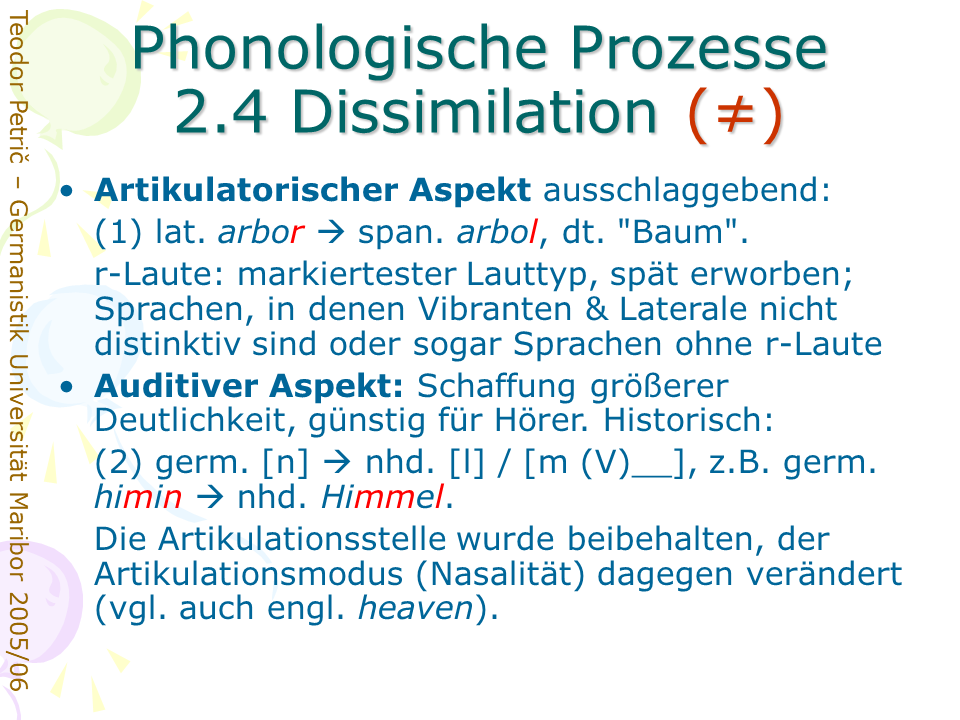 Phonologische Prozesse
2.4 Dissimilation (≠)
• Artikulatorischer Aspekt ausschlaggebend:
(1) lat. arbor → span. arbol, dt. "Baum".
r-Laute: markiertester Lauttyp, spät erworben;
Sprachen, in denen Vibranten & Laterale nicht
distinktiv sind oder sogar Sprachen ohne r-Laute
• Auditiver Aspekt: Schaffung größerer
Deutlichkeit, günstig für Hörer. Historisch:
(2) germ. [n] → nhd. [l] / [m (V)__], z.B. germ.
himin → nhd. Himmel.
Die Artikulationsstelle wurde beibehalten, der
Artikulationsmodus (Nasalität) dagegen verändert
(vgl. auch engl. heaven).
Teodor Petrič – Germanistik Universität Maribor 2005/06